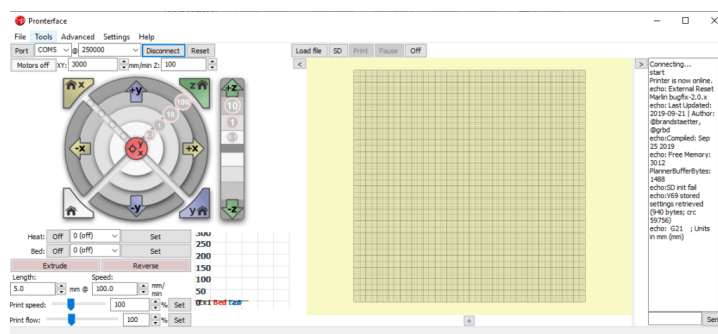 Pronterface
File Tools Advanced Settings Help
Port COM5 @ 250000 Disconnect Reset
Load file SD Print Pause Off
Motors off XY: 3000 mm/min Z: 100
< >
x +y z +z
100
10 10
1 1
0.1
-x y x +x
-y y -z
Heat: Off 0 (off) Set
Bed: Off 0 (off) Set
Extrude Reverse
Length: Speed:
5.0 mm @ 100.0 mm/
min
Print speed: 100 % Set
Print flow: 100 % Set
300
250
200
150
100
50
Bed
Connecting...
start
Printer is now online.
echo: External Reset
Marlin bugfix-2.0.x
echo: Last Updated:
2019-09-21 | Author:
@brandstaetter,
@grbd
echo:Compiled: Sep
25 2019
echo: Free Memory:
3012
PlannerBufferBytes:
1488
echo:SD init fail
echo:V69 stored
settings retrieved
(940 bytes; crc
59756)
echo: G21 ; Units
in mm (mm)
+
Sen